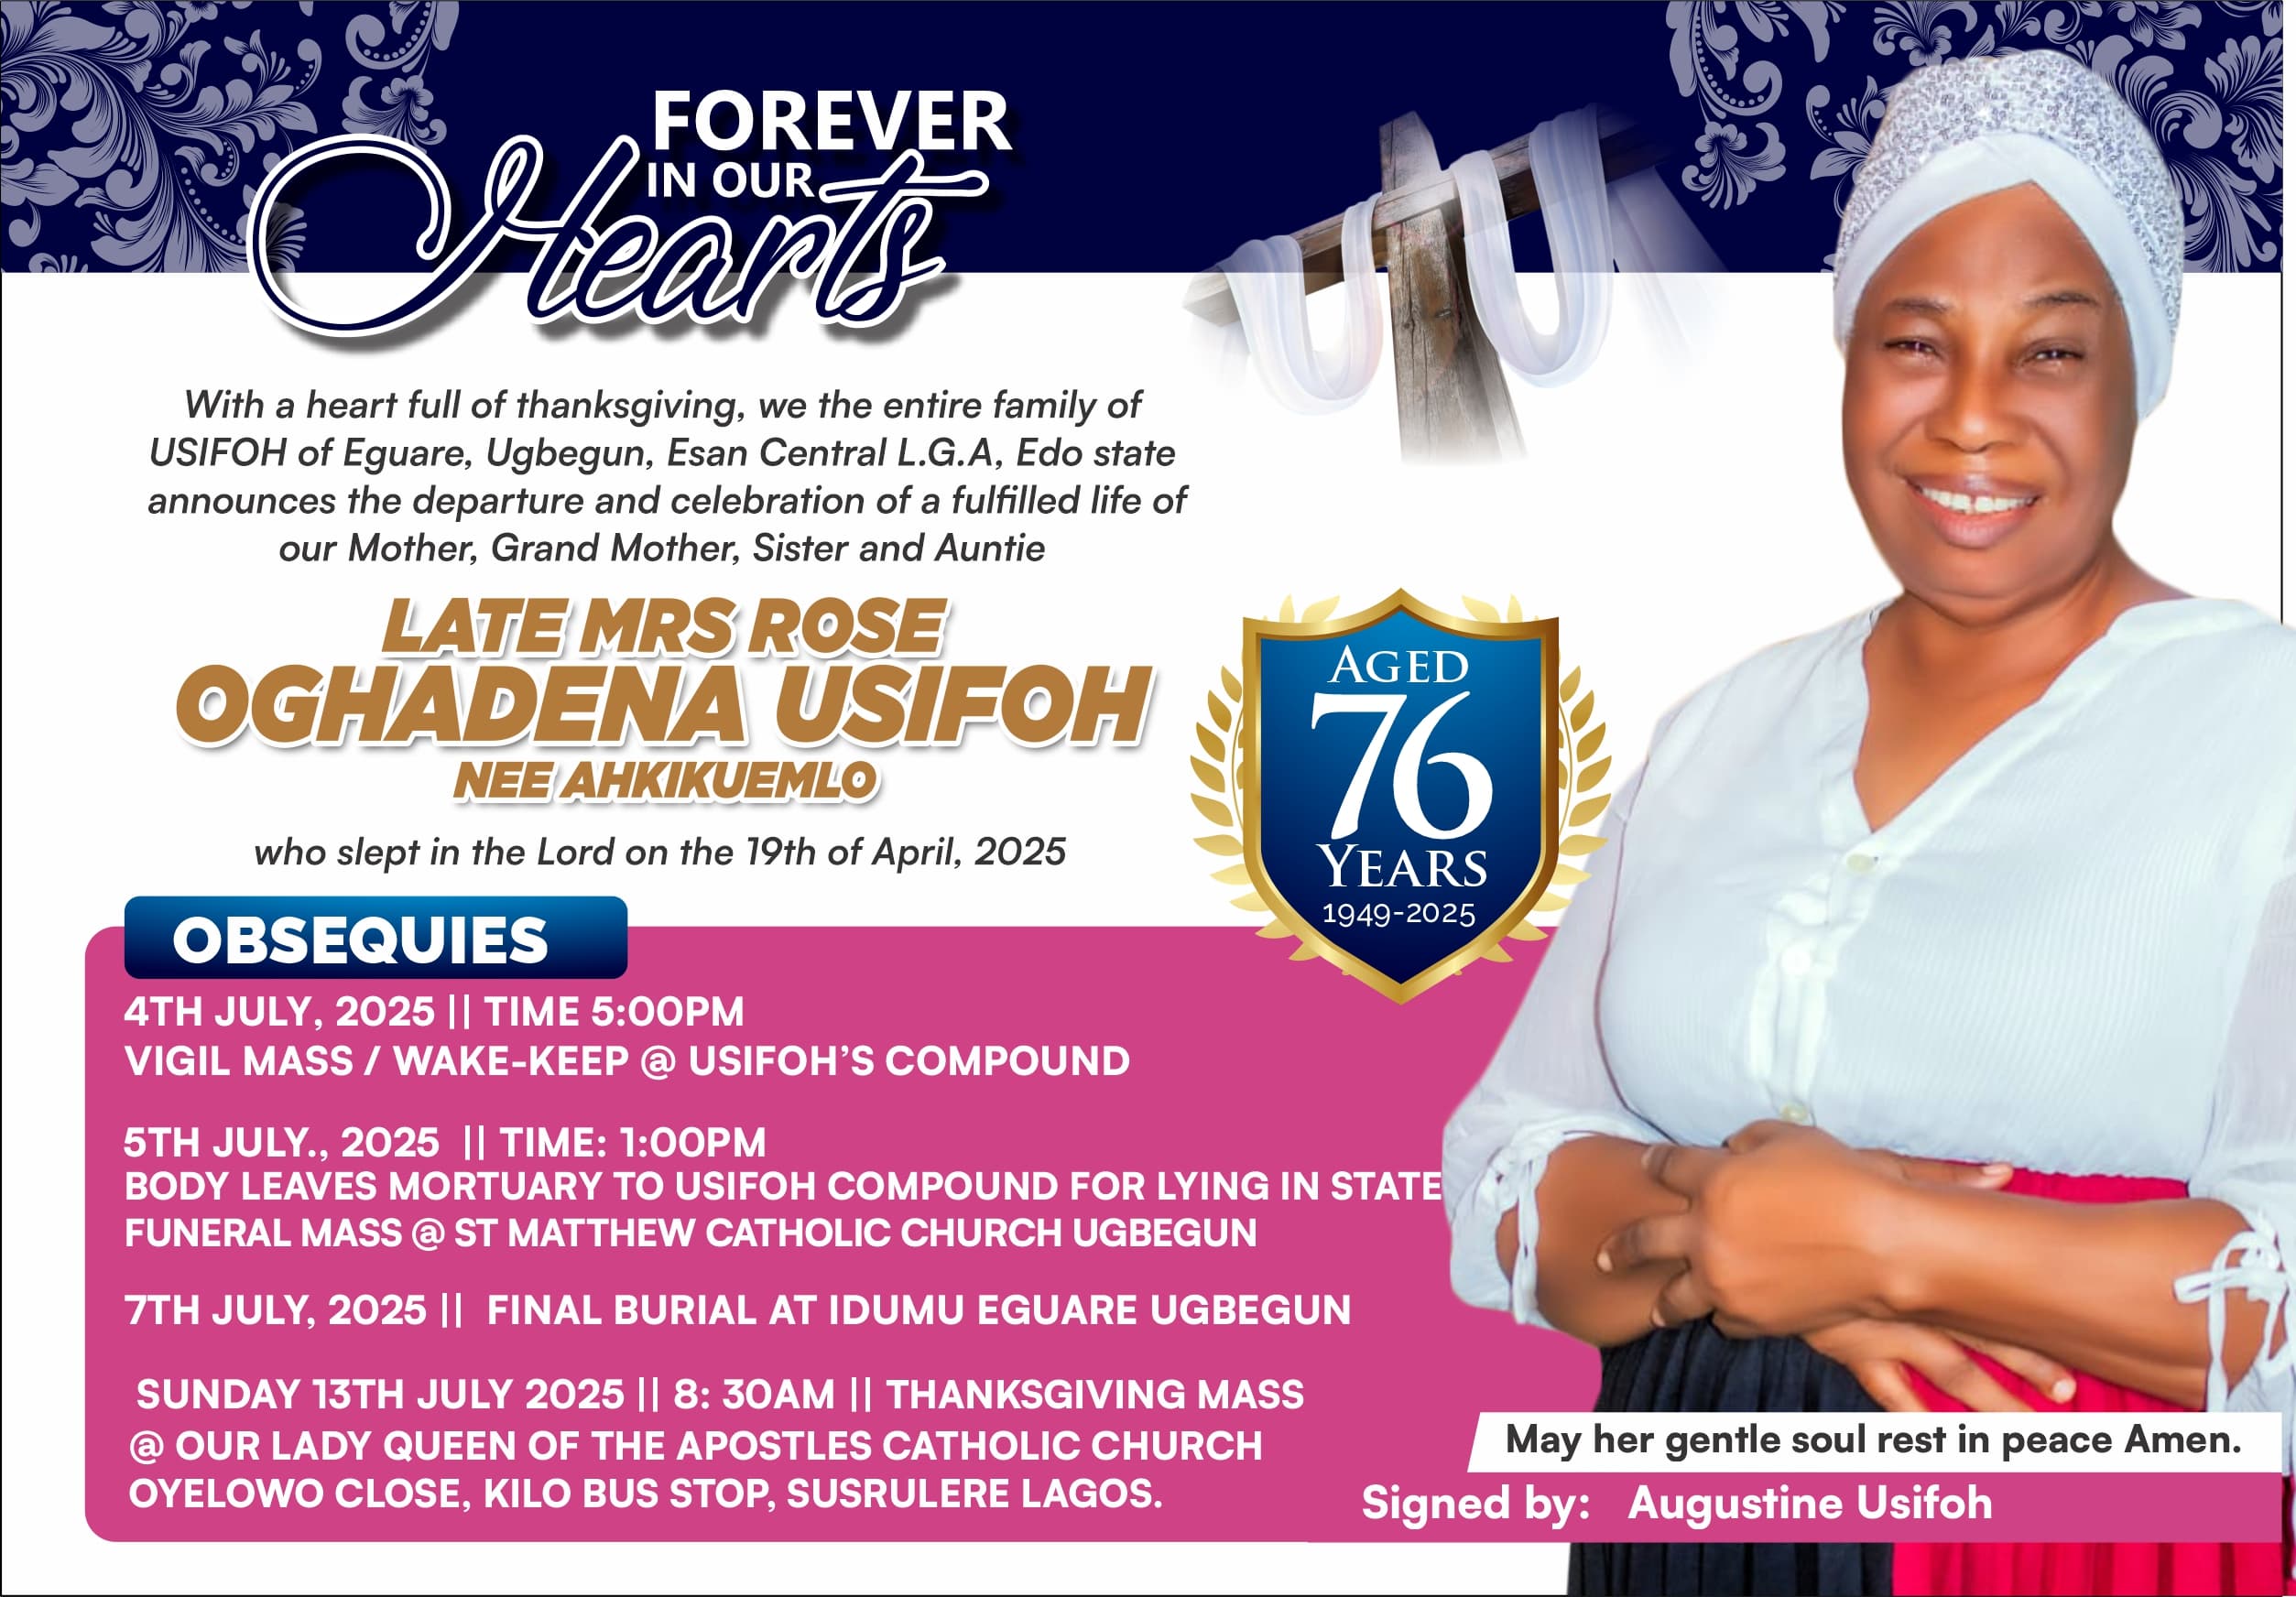 FOREVER
IN OUR
Hearts
With a heart full of thanksgiving, we the entire family of
USIFOH of Eguare, Ugbegun, Esan Central L.G.A, Edo state
announces the departure and celebration of a fulfilled life of
our Mother, Grand Mother, Sister and Auntie
LATE MRS ROSE
OGHADENA USIFOH
NEE AHKIKUEMLO
who slept in the Lord on the 19th of April, 2025
AGED
76
YEARS
1949-2025
OBSEQUIES
4TH JULY, 2025 || TIME 5:00PM
VIGIL MASS / WAKE-KEEP @ USIFOH'S COMPOUND
5TH JULY., 2025 || TIME: 1:00PM
BODY LEAVES MORTUARY TO USIFOH COMPOUND FOR LYING IN STATE
FUNERAL MASS @ ST MATTHEW CATHOLIC CHURCH UGBEGUN
7TH JULY, 2025 || FINAL BURIAL AT IDUMU EGUARE UGBEGUN
SUNDAY 13TH JULY 2025 || 8: 30AM || THANKSGIVING MASS
@ OUR LADY QUEEN OF THE APOSTLES CATHOLIC CHURCH
OYELOWO CLOSE, KILO BUS STOP, SUSRULERE LAGOS.
May her gentle soul rest in peace Amen.
Signed by: Augustine Usifoh